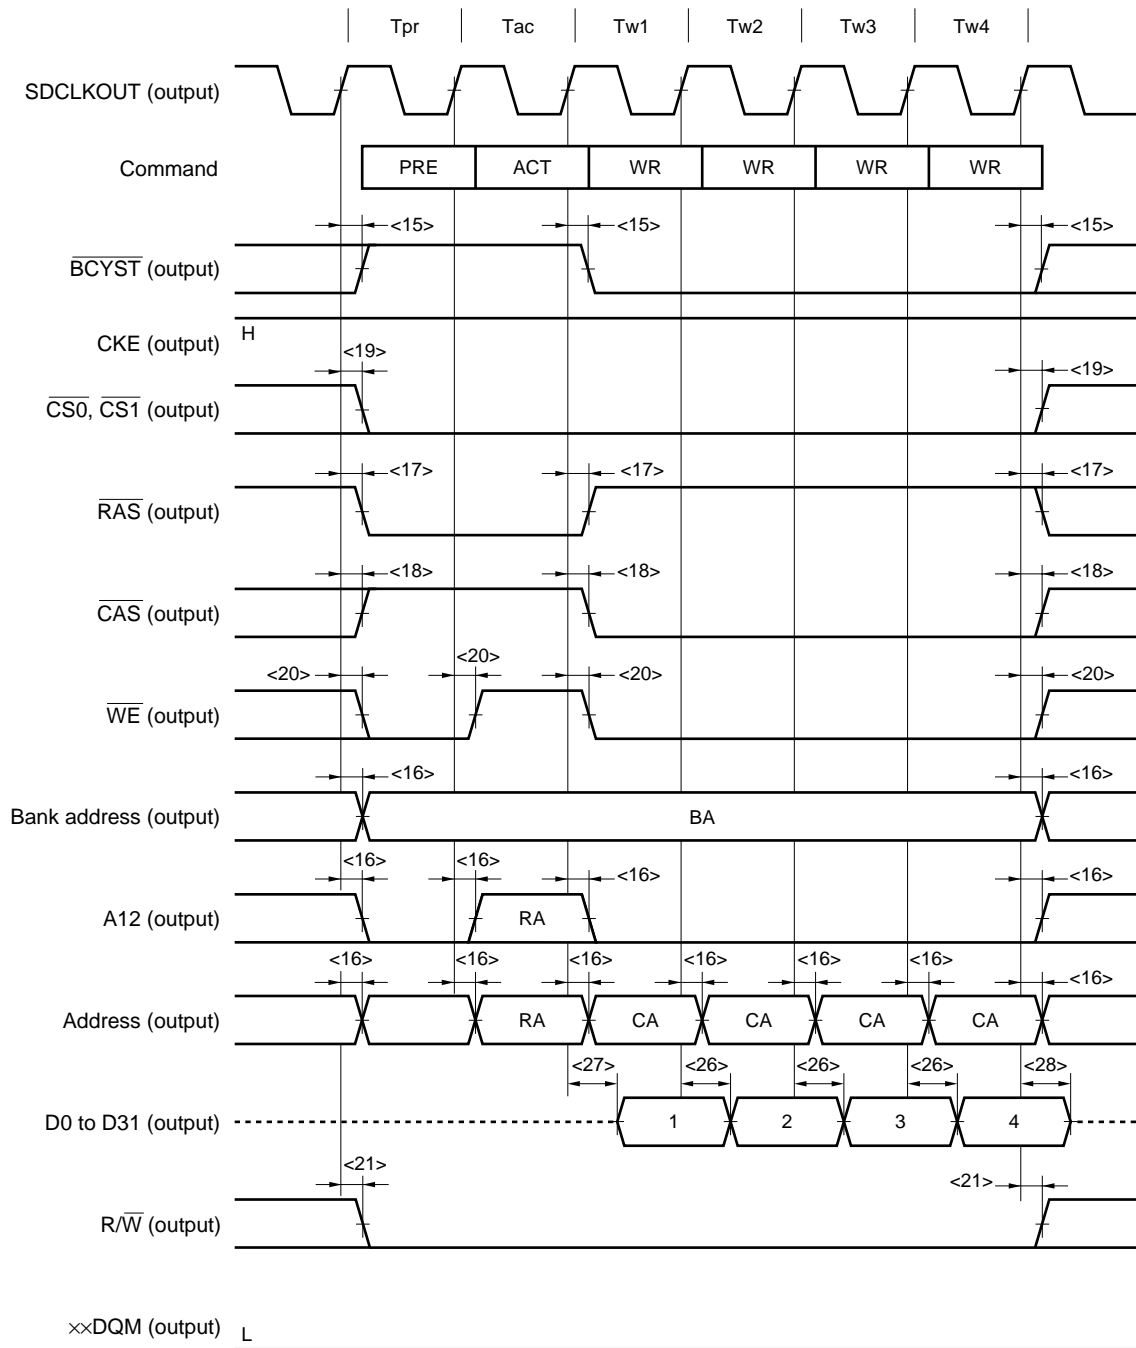 Tpr Tac Tw1 Tw2 Tw3 Tw4
SDCLKOUT (output)
Command PRE ACT WR WR WR WR
<15> <15> <15>
BCYST (output)
CKE (output) H
<19> <19>
CS0, CS1 (output)
<17> <17> <17>
RAS (output)
<18> <18> <18>
CAS (output)
<20> <20> <20> <20>
WE (output)
<16> <16>
Bank address (output) BA
<16> <16> <16> <16>
A12 (output) RA
<16> <16> <16> <16> <16> <16> <16>
Address (output) RA CA CA CA CA
<27> <26> <26> <26> <28>
D0 to D31 (output) 1 2 3 4
<21> <21>
R/W (output)
××DQM (output) L